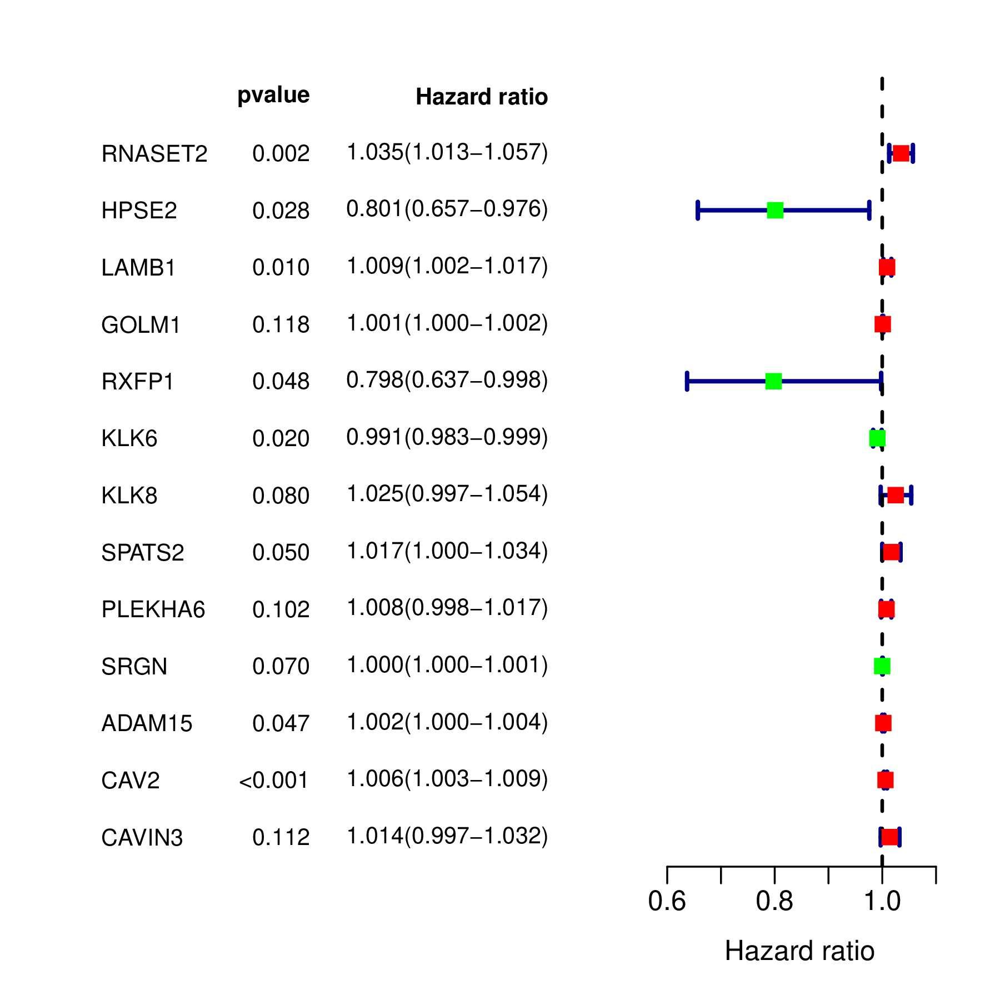 pvalue Hazard ratio
RNASET2 0.002 1.035(1.013−1.057)
HPSE2 0.028 0.801(0.657−0.976)
LAMB1 0.010 1.009(1.002−1.017)
GOLM1 0.118 1.001(1.000−1.002)
RXFP1 0.048 0.798(0.637−0.998)
KLK6 0.020 0.991(0.983−0.999)
KLK8 0.080 1.025(0.997−1.054)
SPATS2 0.050 1.017(1.000−1.034)
PLEKHA6 0.102 1.008(0.998−1.017)
SRGN 0.070 1.000(1.000−1.001)
ADAM15 0.047 1.002(1.000−1.004)
CAV2 <0.001 1.006(1.003−1.009)
CAVIN3 0.112 1.014(0.997−1.032)
0.6 0.8 1.0
Hazard ratio